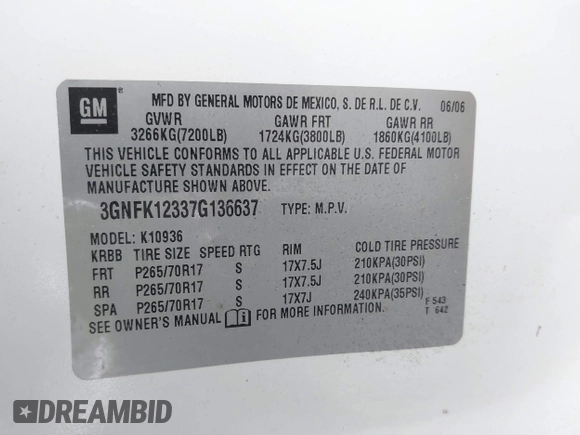 GM
®
MFD BY GENERAL MOTORS DE MEXICO, S. DE R.L. DE C.V. 06/06
GVWR GAWR FRT GAWR RR
3266KG(7200LB) 1724KG(3800LB) 1860KG(4100LB)
THIS VEHICLE CONFORMS TO ALL APPLICABLE U.S. FEDERAL MOTOR
VEHICLE SAFETY STANDARDS IN EFFECT ON THE DATE OF
MANUFACTURE SHOWN ABOVE.
3GNFK12337G136637 TYPE: M.P.V.
MODEL: K10936
KRBB TIRE SIZE SPEED RTG RIM COLD TIRE PRESSURE
FRT P265/70R17 S 17X7.5J 210KPA(30PSI)
RR P265/70R17 S 17X7.5J 210KPA(30PSI)
SPA P265/70R17 S 17X7J 240KPA(35PSI)
SEE OWNER'S MANUAL FOR MORE INFORMATION.
F 543
T 642
DREAMBID